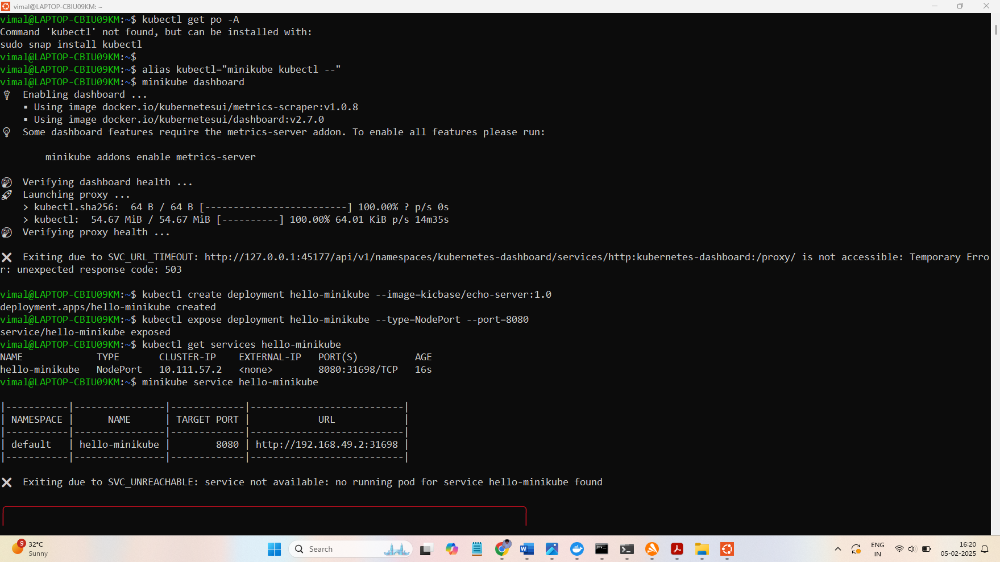 vimal@LAPTOP-CBIU09KM: ~
vimal@LAPTOP-CBIU09KM:~$ kubectl get po -A
Command 'kubectl' not found, but can be installed with:
sudo snap install kubectl
vimal@LAPTOP-CBIU09KM:~$
vimal@LAPTOP-CBIU09KM:~$ alias kubectl="minikube kubectl --"
vimal@LAPTOP-CBIU09KM:~$ minikube dashboard
Enabling dashboard ...
▪ Using image docker.io/kubernetesui/metrics-scraper:v1.0.8
▪ Using image docker.io/kubernetesui/dashboard:v2.7.0
Some dashboard features require the metrics-server addon. To enable all features please run:
minikube addons enable metrics-server
Verifying dashboard health ...
Launching proxy ...
> kubectl.sha256:  64 B / 64 B [-------------------------] 100.00% ? p/s 0s
> kubectl:  54.67 MiB / 54.67 MiB [----------] 100.00% 64.01 KiB p/s 14m35s
Verifying proxy health ...
Exiting due to SVC_URL_TIMEOUT: http://127.0.0.1:45177/api/v1/namespaces/kubernetes-dashboard/services/http:kubernetes-dashboard:/proxy/ is not accessible: Temporary Erro
r: unexpected response code: 503
vimal@LAPTOP-CBIU09KM:~$ kubectl create deployment hello-minikube --image=kicbase/echo-server:1.0
deployment.apps/hello-minikube created
vimal@LAPTOP-CBIU09KM:~$ kubectl expose deployment hello-minikube --type=NodePort --port=8080
service/hello-minikube exposed
vimal@LAPTOP-CBIU09KM:~$ kubectl get services hello-minikube
NAME             TYPE       CLUSTER-IP    EXTERNAL-IP   PORT(S)          AGE
hello-minikube   NodePort   10.111.57.2   <none>        8080:31698/TCP   16s
vimal@LAPTOP-CBIU09KM:~$ minikube service hello-minikube
|-----------|----------------|-------------|---------------------------|
| NAMESPACE |      NAME      | TARGET PORT |            URL            |
|-----------|----------------|-------------|---------------------------|
| default   | hello-minikube |        8080 | http://192.168.49.2:31698 |
|-----------|----------------|-------------|---------------------------|
Exiting due to SVC_UNREACHABLE: service not available: no running pod for service hello-minikube found
9
32°C
Sunny
Search
ENG
IN
16:20
05-02-2025